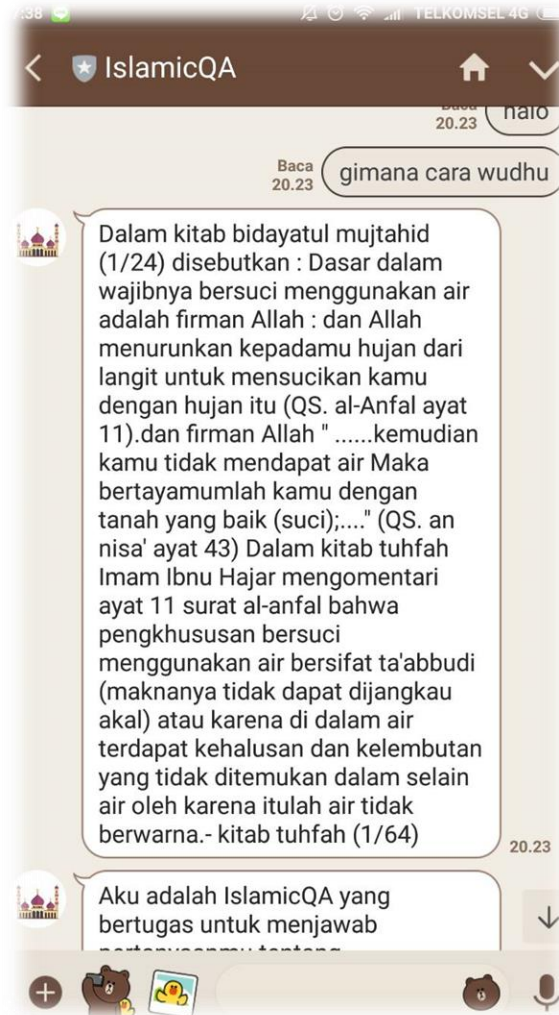 :38
TELKOMSEL 4G
IslamicQA
halo
20.23
Baca
20.23
gimana cara wudhu
Dalam kitab bidayatul mujtahid
(1/24) disebutkan : Dasar dalam
wajibnya bersuci menggunakan air
adalah firman Allah : dan Allah
menurunkan kepadamu hujan dari
langit untuk mensucikan kamu
dengan hujan itu (QS. al-Anfal ayat
11).dan firman Allah " ......kemudian
kamu tidak mendapat air Maka
bertayamumlah kamu dengan
tanah yang baik (suci);...." (QS. an
nisa' ayat 43) Dalam kitab tuhfah
Imam Ibnu Hajar mengomentari
ayat 11 surat al-anfal bahwa
pengkhususan bersuci
menggunakan air bersifat ta'abbudi
(maknanya tidak dapat dijangkau
akal) atau karena di dalam air
terdapat kehalusan dan kelembutan
yang tidak ditemukan dalam selain
air oleh karena itulah air tidak
berwarna.- kitab tuhfah (1/64)
20.23
Aku adalah IslamicQA yang
bertugas untuk menjawab